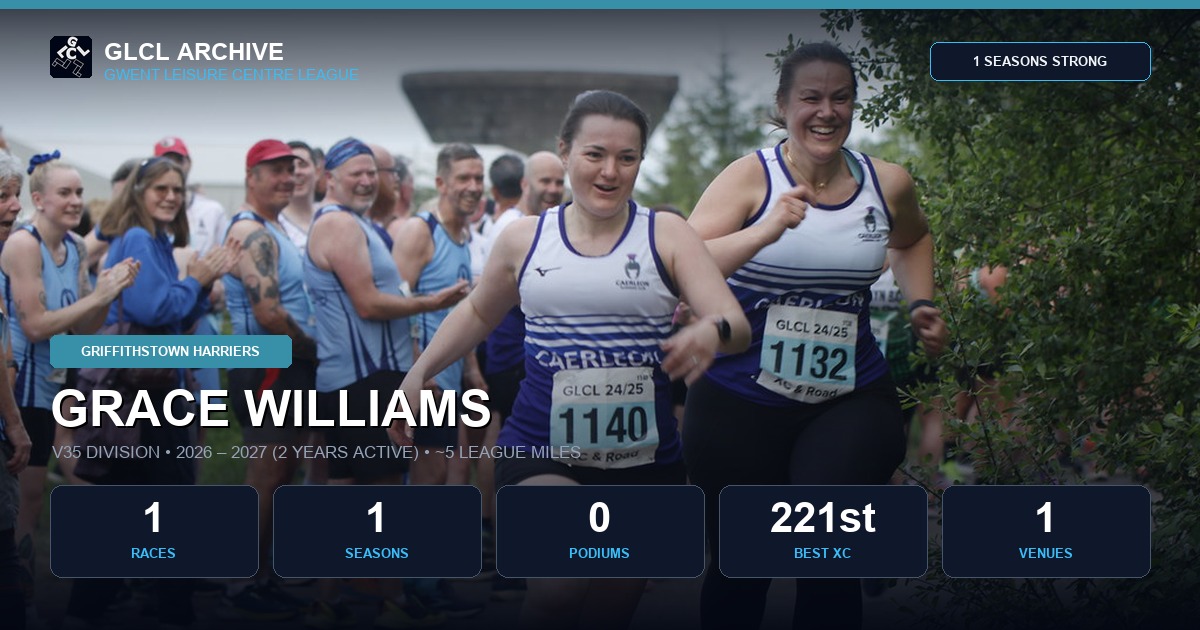 GLCL ARCHIVE
GWENT LEISURE CENTRE LEAGUE
1 SEASONS STRONG
CAERLEON
CAERLEON
GLCL 24/25
1132
XC & Road
GLCL 24/25
1140
& Road
GRIFFITHSTOWN HARRIERS
GRACE WILLIAMS
V35 DIVISION • 2026 – 2027 (2 YEARS ACTIVE) • ~5 LEAGUE MILES
1
RACES
1
SEASONS
0
PODIUMS
221st
BEST XC
1
VENUES